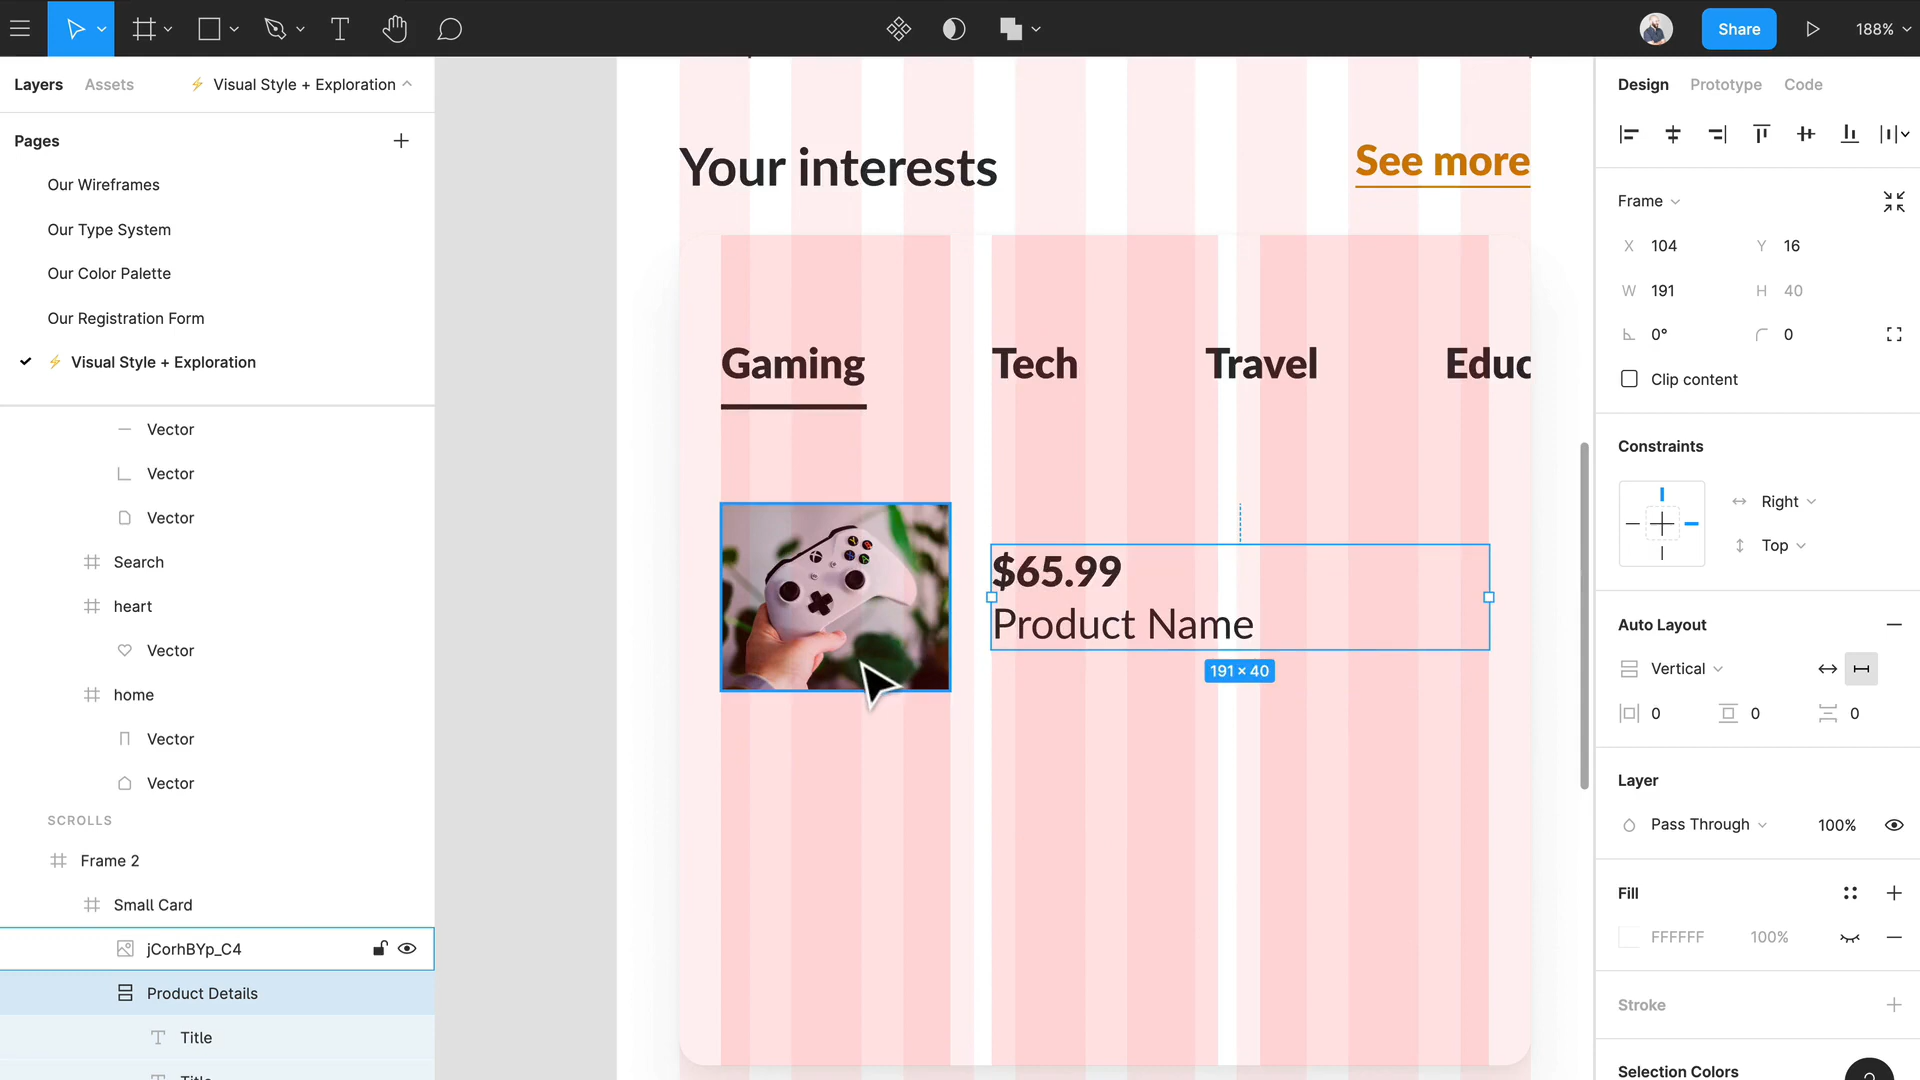 Share
188%
Layers
Assets
Visual Style + Exploration
Pages
Our Wireframes
Our Type System
Our Color Palette
Our Registration Form
Visual Style + Exploration
Vector
Vector
Vector
Search
heart
Vector
home
Vector
Vector
SCROLLS
Frame 2
Small Card
jCorhBYp_C4
Product Details
Title
Your interests
See more
Gaming
Tech
Travel
Educ
$65.99
Product Name
191 × 40
Design
Prototype
Code
Frame
X 104
Y 16
W 191
H 40
0°
0
Clip content
Constraints
Right
Top
Auto Layout
Vertical
0
0
0
Layer
Pass Through
100%
Fill
FFFFFF
100%
Stroke
Selection Colors